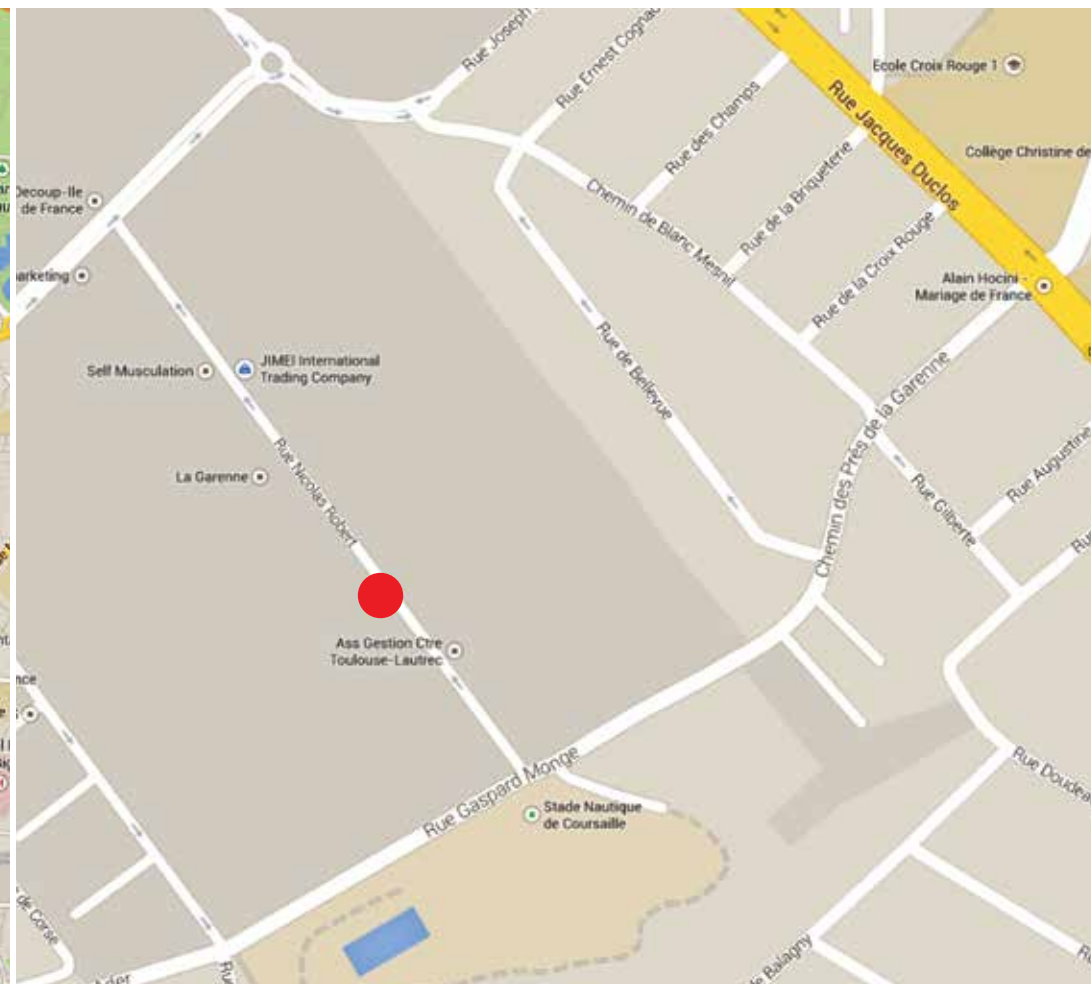 Rue Joseph
Rue Ernest Cognac
Rue des Champs
Rue de la Briqueterie
Rue Jacques Duclos
Ecole Croix Rouge 1
Collège Christine de
Decoup-Ile
de France
arketing
Chemin de Blanc Mesnil
Rue de la Croix Rouge
Alain Hocini -
Mariage de France
Self Musculation
JIMEI International
Trading Company
Rue de Bellevue
Chemin des Près de la Garenne
La Garenne
Rue Nicolas Robert
Rue Gilberte
Rue Augustine
Ass Gestion Ctre
Toulouse-Lautrec
nce
Rue Gaspard Monge
Stade Nautique
de Coursaille
Rue Doudea
de Corse
Ader
de Balagny